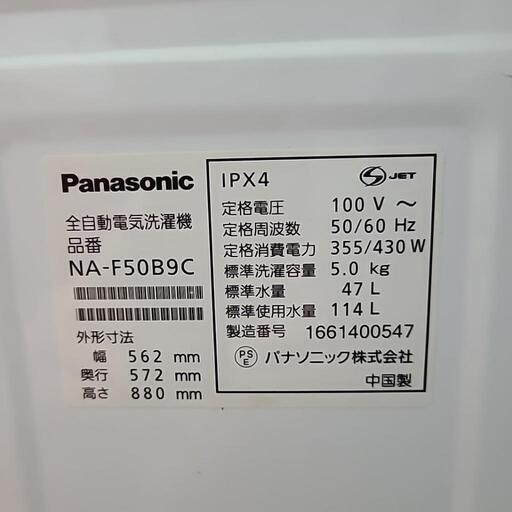 Panasonic
全自動電気洗濯機
品番
NA-F50B9C
外形寸法
幅 562 mm
奥行 572 mm
高さ 880 mm
IPX4
S JET
定格電圧 100 V ～
定格周波数 50/60 Hz
定格消費電力 355/430 W
標準洗濯容量 5.0 kg
標準水量 47 L
標準使用水量 114 L
製造番号 1661400547
PS E パナソニック株式会社
中国製